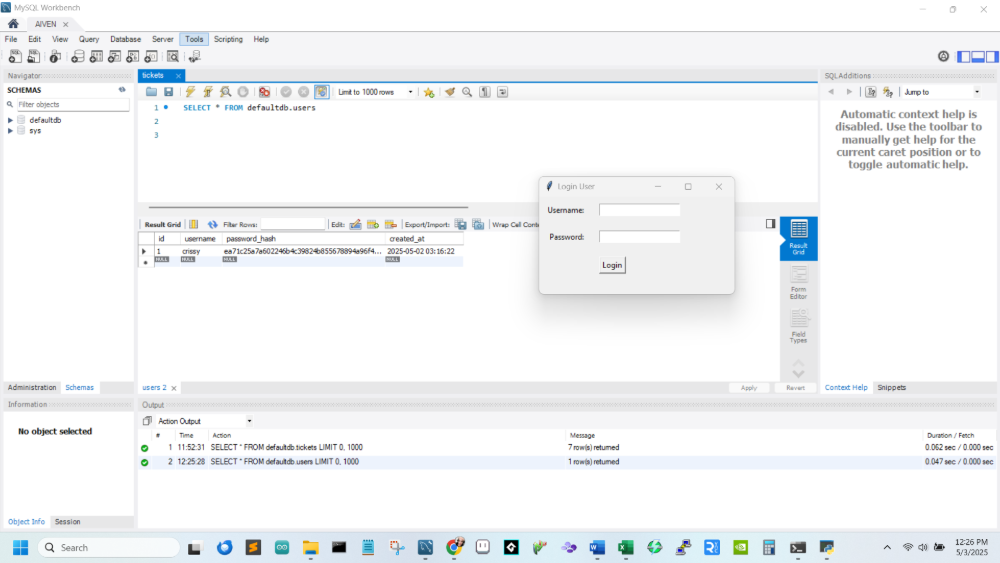 MySQL Workbench
AIVEN
File Edit View Query Database Server Tools Scripting Help
Navigator
SCHEMAS
Filter objects
defaultdb
sys
Administration Schemas
Information
No object selected
Object Info Session
tickets
Limit to 1000 rows
1 SELECT * FROM defaultdb.users
2
3
Result Grid Filter Rows: Edit: Export/Import: Wrap Cell Conte
id username password_hash created_at
1 crissy ea71c25a7a602246b4c39824b855678894a96f4... 2025-05-02 03:16:22
NULL NULL NULL NULL
Login User
Username:
Password:
Login
Result Grid
Form Editor
Field Types
users 2 Apply Revert
SQLAdditions
Jump to
Automatic context help is
disabled. Use the toolbar to
manually get help for the
current caret position or to
toggle automatic help.
Context Help Snippets
Output
Action Output
# Time Action Message Duration / Fetch
1 11:52:31 SELECT * FROM defaultdb.tickets LIMIT 0, 1000 7 row(s) returned 0.062 sec / 0.000 sec
2 12:25:28 SELECT * FROM defaultdb.users LIMIT 0, 1000 1 row(s) returned 0.047 sec / 0.000 sec
Search
12:26 PM
5/3/2025